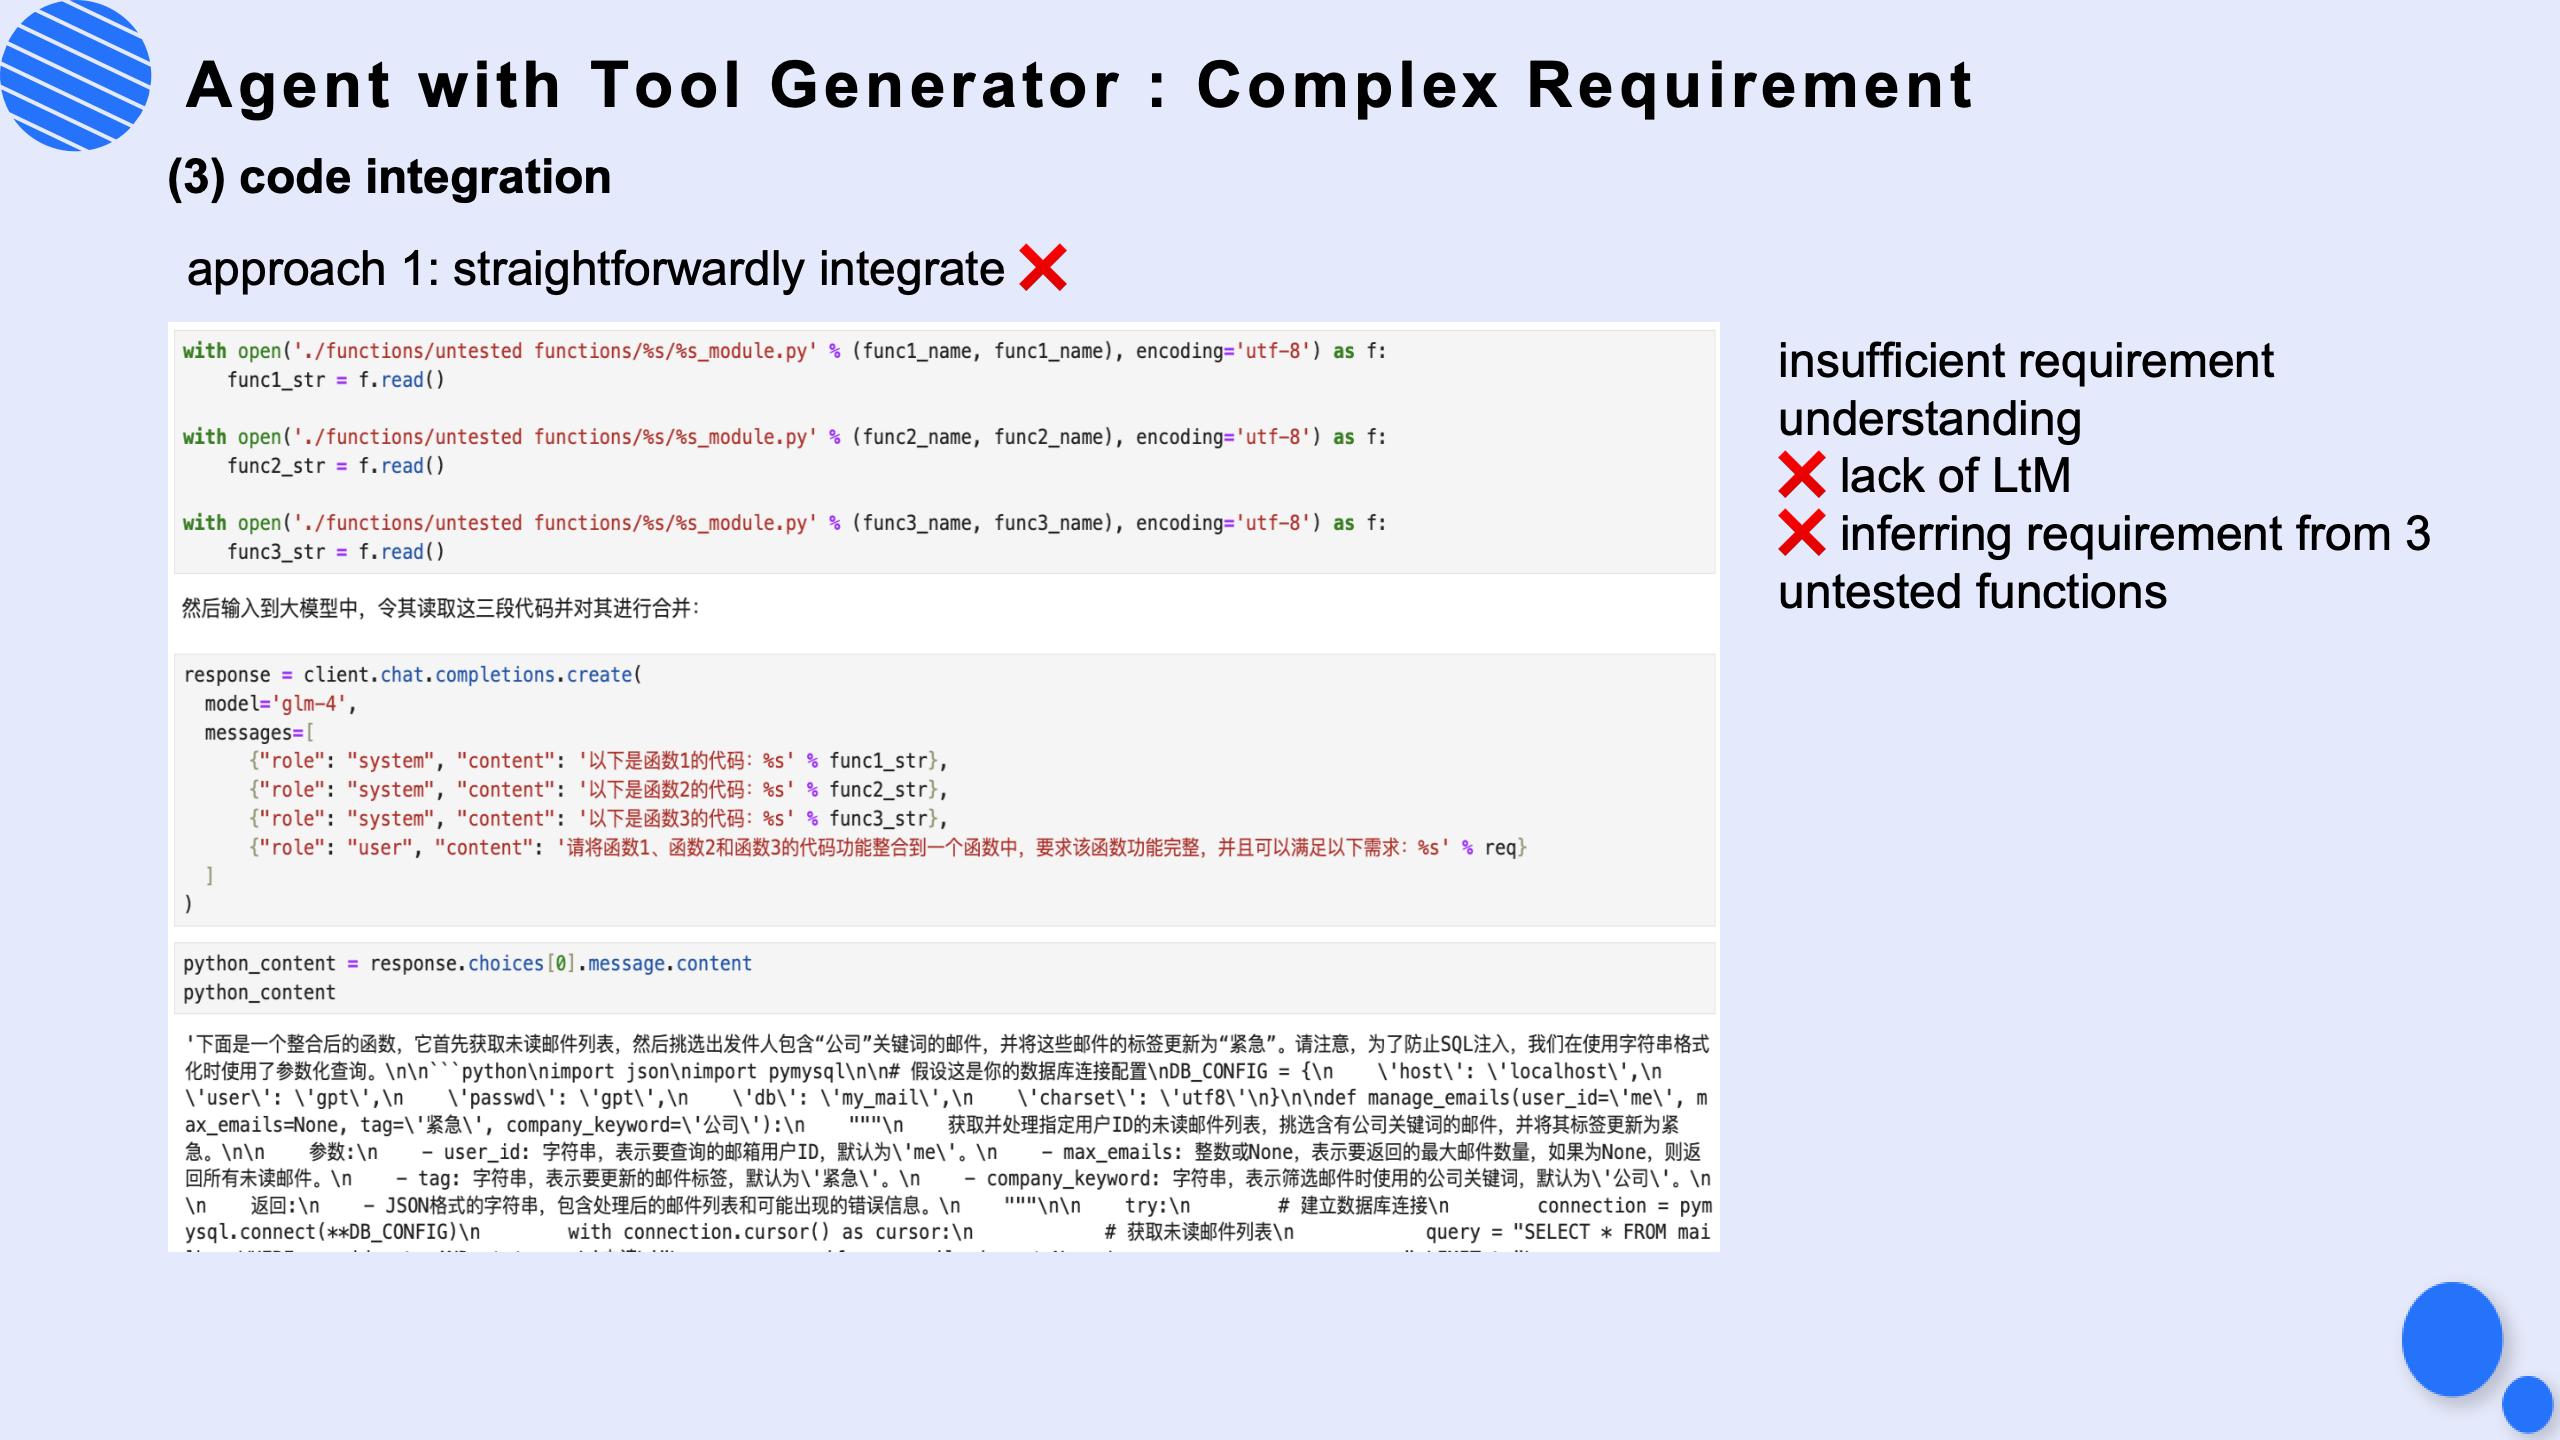 Agent with Tool Generator : Complex Requirement
(3) code integration
approach 1: straightforwardly integrate ❌
with open('./functions/untested functions/%s/%s_module.py' % (func1_name, func1_name), encoding='utf-8') as f:
    func1_str = f.read()
with open('./functions/untested functions/%s/%s_module.py' % (func2_name, func2_name), encoding='utf-8') as f:
    func2_str = f.read()
with open('./functions/untested functions/%s/%s_module.py' % (func3_name, func3_name), encoding='utf-8') as f:
    func3_str = f.read()
然后输入到大模型中，令其读取这三段代码并对其进行合并：
response = client.chat.completions.create(
  model='glm-4',
  messages=[
      {"role": "system", "content": '以下是函数1的代码：%s' % func1_str},
      {"role": "system", "content": '以下是函数2的代码：%s' % func2_str},
      {"role": "system", "content": '以下是函数3的代码：%s' % func3_str},
      {"role": "user", "content": '请将函数1、函数2和函数3的代码功能整合到一个函数中，要求该函数功能完整，并且可以满足以下需求：%s' % req}
  ]
)
python_content = response.choices[0].message.content
python_content
'下面是一个整合后的函数，它首先获取未读邮件列表，然后挑选出发件人包含“公司”关键词的邮件，并将这些邮件的标签更新为“紧急”。请注意，为了防止SQL注入，我们在使用字符串格式
化时使用了参数化查询。\n\n```python\nimport json\nimport pymysql\n\n# 假设这是你的数据库连接配置\nDB_CONFIG = {\n    \'host\': \'localhost\',\n
\'user\': \'gpt\',\n    \'passwd\': \'gpt\',\n    \'db\': \'my_mail\',\n    \'charset\': \'utf8\'\n}\n\ndef manage_emails(user_id=\'me\', m
ax_emails=None, tag=\'紧急\', company_keyword=\'公司\'):\n    """\n    获取并处理指定用户ID的未读邮件列表，挑选含有公司关键词的邮件，并将其标签更新为紧
急。\n\n    参数:\n    - user_id: 字符串，表示要查询的邮箱用户ID，默认为\'me\'。\n    - max_emails: 整数或None，表示要返回的最大邮件数量，如果为None，则返
回所有未读邮件。\n    - tag: 字符串，表示要更新的邮件标签，默认为\'紧急\'。\n    - company_keyword: 字符串，表示筛选邮件时使用的公司关键词，默认为\'公司\'。\n
\n    返回:\n    - JSON格式的字符串，包含处理后的邮件列表和可能出现的错误信息。\n    """\n\n    try:\n        # 建立数据库连接\n        connection = pym
ysql.connect(**DB_CONFIG)\n        with connection.cursor() as cursor:\n            # 获取未读邮件列表\n            query = "SELECT * FROM mai
insufficient requirement
understanding
❌ lack of LtM
❌ inferring requirement from 3
untested functions